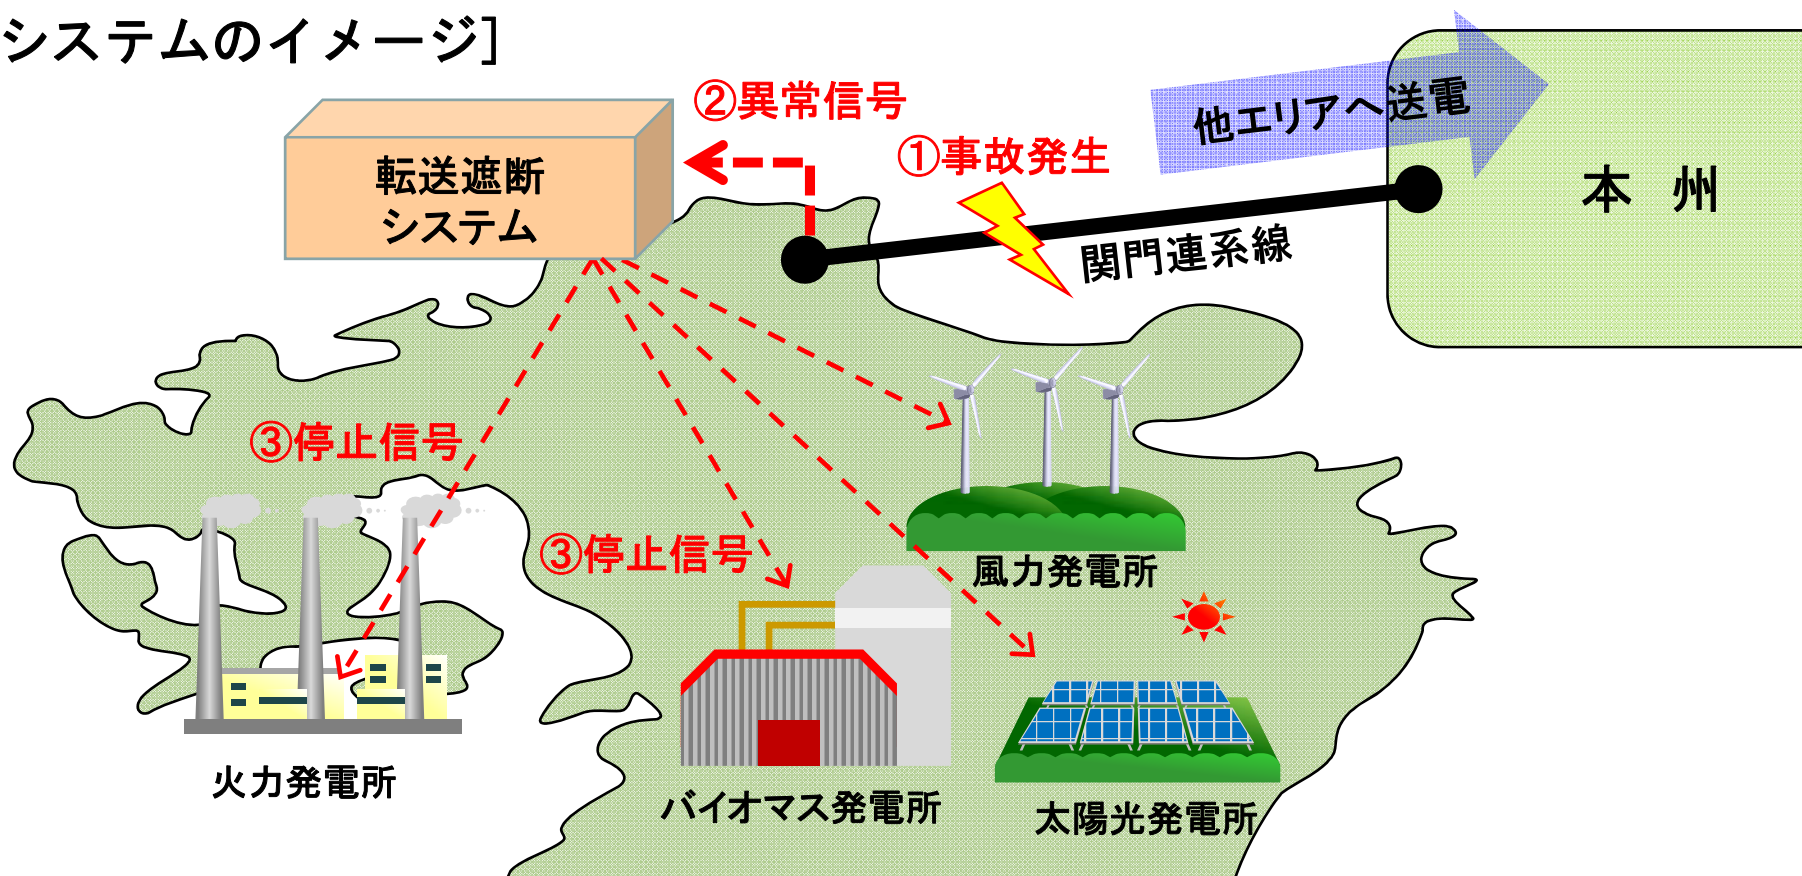 システムのイメージ]
②異常信号
①事故発生
他エリアへ送電
転送遮断
システム
本 州
関門連系線
③停止信号
③停止信号
風力発電所
火力発電所
バイオマス発電所
太陽光発電所